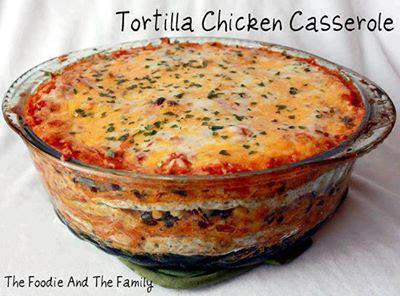 Tortilla Chicken Casserole
The Foodie And The Family